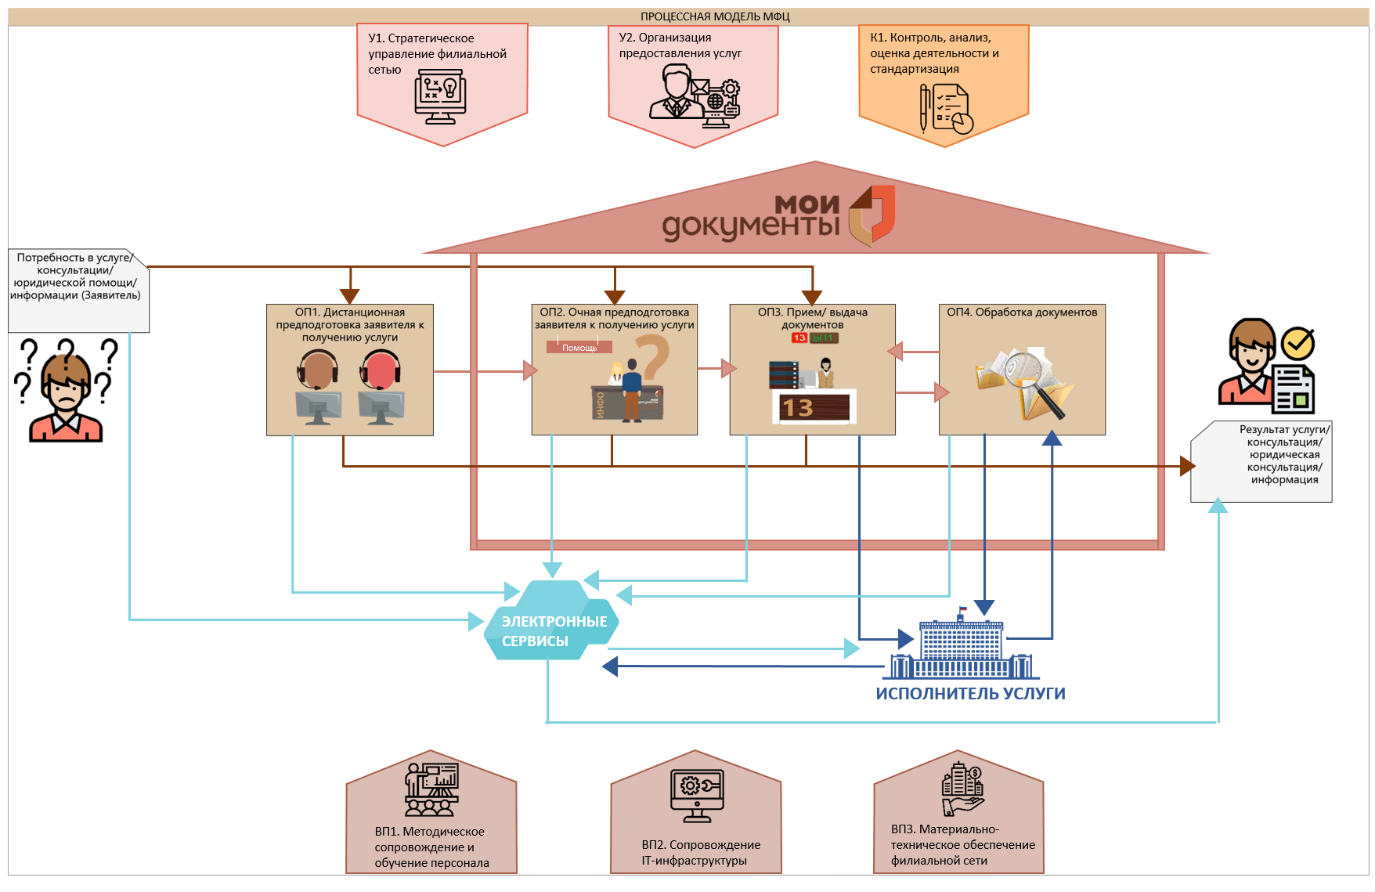 ПРОЦЕССНАЯ МОДЕЛЬ МФЦ
У1. Стратегическое
управление филиальной
сетью
У2. Организация
предоставления услуг
К1. Контроль, анализ,
оценка деятельности и
стандартизация
мои
документы
Потребность в услуге/
консультации/
юридической помощи/
информации (Заявитель)
ОП1. Дистанционная
предподготовка заявителя к
получению услуги
ОП2. Очная предподготовка
заявителя к получению услуги
Помощь
ИНФО
ОП3. Прием/ выдача
документов
13
13
ОП4. Обработка документов
Результат услуги/
консультация/
юридическая
консультация/
информация
ЭЛЕКТРОННЫЕ
СЕРВИСЫ
ИСПОЛНИТЕЛЬ УСЛУГИ
ВП1. Методическое
сопровождение и
обучение персонала
ВП2. Сопровождение
IT-инфраструктуры
ВП3. Материально-
техническое обеспечение
филиальной сети